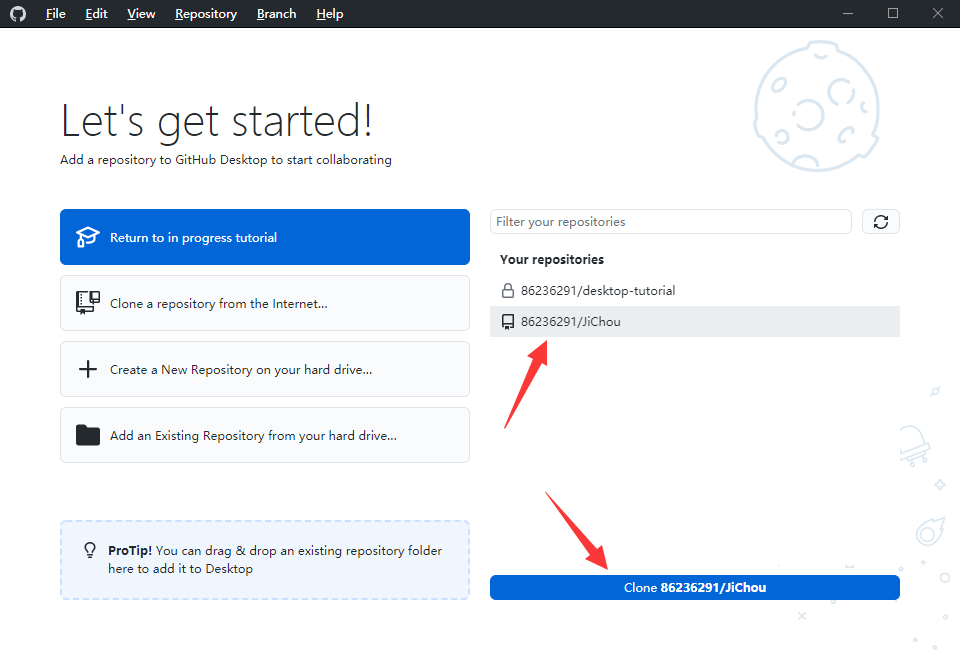 File Edit View Repository Branch Help
Let's get started!
Add a repository to GitHub Desktop to start collaborating
Return to in progress tutorial
Clone a repository from the Internet...
Create a New Repository on your hard drive...
Add an Existing Repository from your hard drive...
ProTip! You can drag & drop an existing repository folder
here to add it to Desktop
Filter your repositories
Your repositories
86236291/desktop-tutorial
86236291/JiChou
Clone 86236291/JiChou